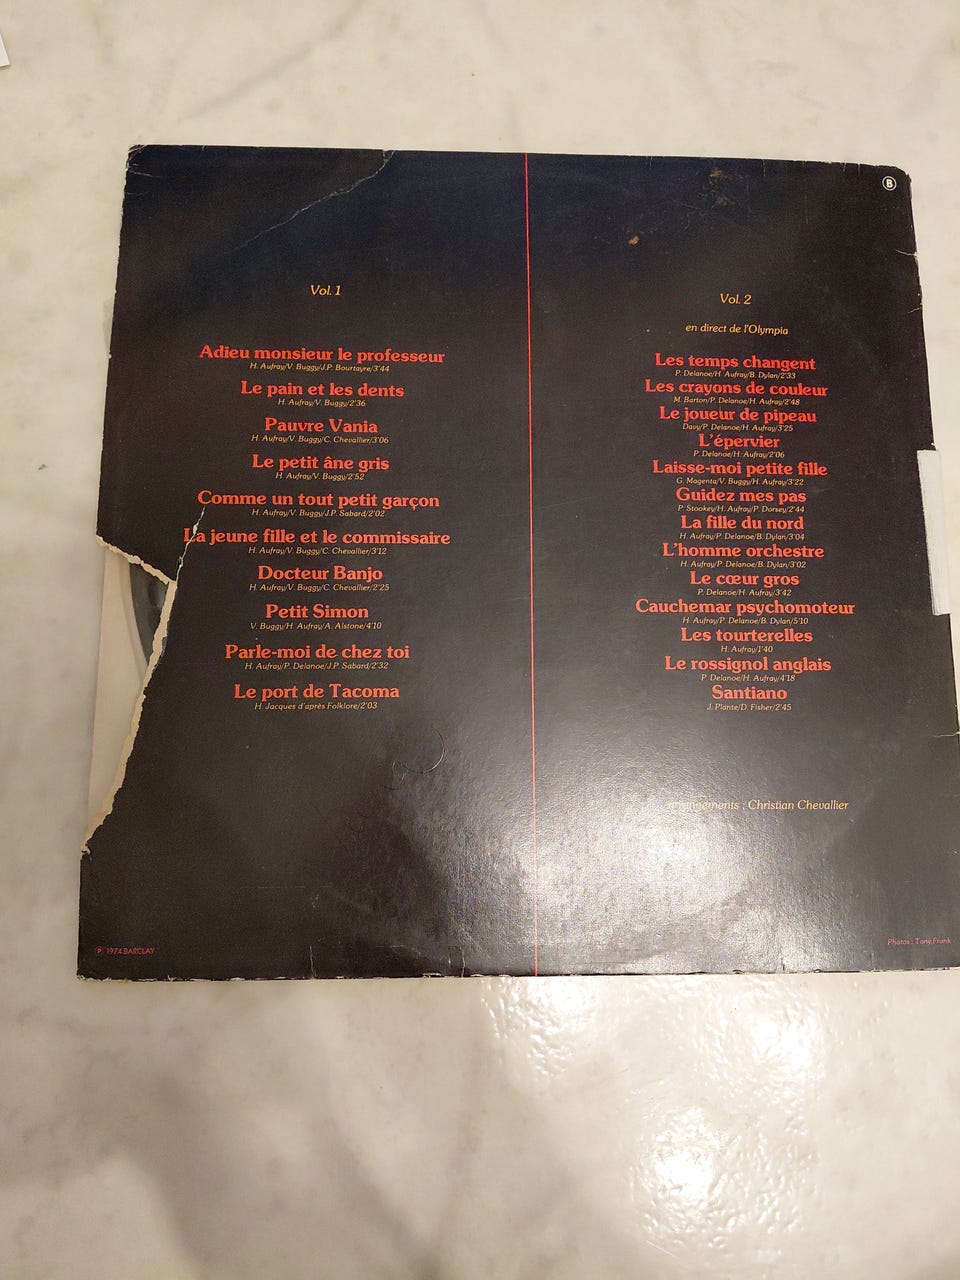 B
Vol. 1
Adieu monsieur le professeur
H. Aufray/V. Buggy/J.P. Bourtayre/3'44
Le pain et les dents
H. Aufray/V. Buggy/2'36
Pauvre Vania
H. Aufray/V. Buggy/C. Chevallier/3'06
Le petit âne gris
H. Aufray/V. Buggy/2'52
Comme un tout petit garçon
H. Aufray/V. Buggy/J.P. Sabard/2'02
La jeune fille et le commissaire
H. Aufray/V. Buggy/C. Chevallier/3'12
Docteur Banjo
H. Aufray/V. Buggy/C. Chevallier/2'25
Petit Simon
V. Buggy/H. Aufray/A. Alstone/4'10
Parle-moi de chez toi
H. Aufray/P. Delanoe/J.P. Sabard/2'32
Le port de Tacoma
H. Jacques d'après Folklore/2'03
Vol. 2
en direct de l'Olympia
Les temps changent
P. Delanoe/H. Aufray/B. Dylan/2'33
Les crayons de couleur
M. Barton/P. Delanoe/H. Aufray/2'48
Le joueur de pipeau
Davy/P. Delanoe/H. Aufray/3'25
L'épervier
P. Delanoe/H. Aufray/2'06
Laisse-moi petite fille
G. Magenta/V. Buggy/H. Aufray/3'22
Guidez mes pas
P. Stookey/H. Aufray/P. Dorsey/2'44
La fille du nord
H. Aufray/P. Delanoe/B. Dylan/3'04
L'homme orchestre
H. Aufray/P. Delanoe/B. Dylan/3'02
Le cœur gros
P. Delanoe/H. Aufray/3'42
Cauchemar psychomoteur
H. Aufray/P. Delanoe/B. Dylan/5'10
Les tourterelles
H. Aufray/1'40
Le rossignol anglais
P. Delanoe/H. Aufray/4'18
Santiano
J. Plante/D. Fisher/2'45
arrangements : Christian Chevallier
Ⓟ 1974 BARCLAY
Photos : Tony Frank